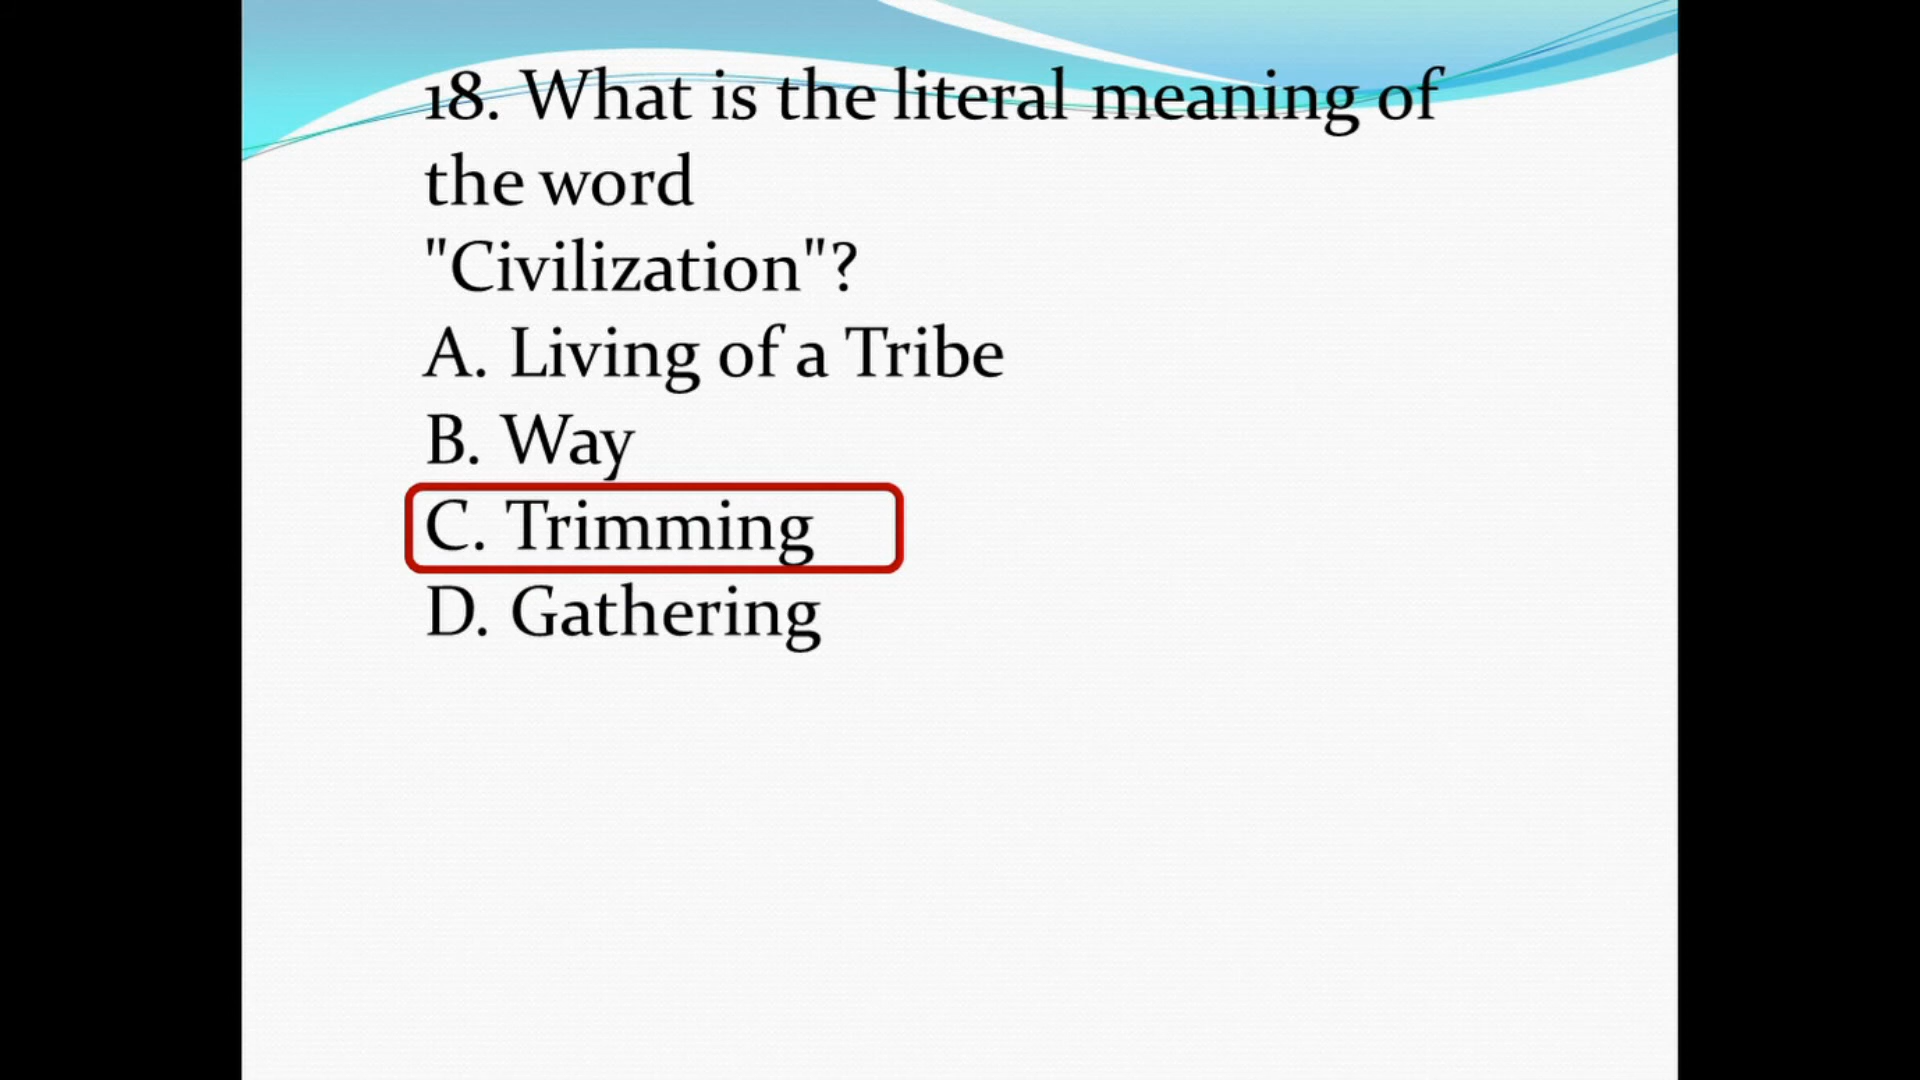 18. What is the literal meaning of
the word
"Civilization"?
A. Living of a Tribe
B. Way
C. Trimming
D. Gathering